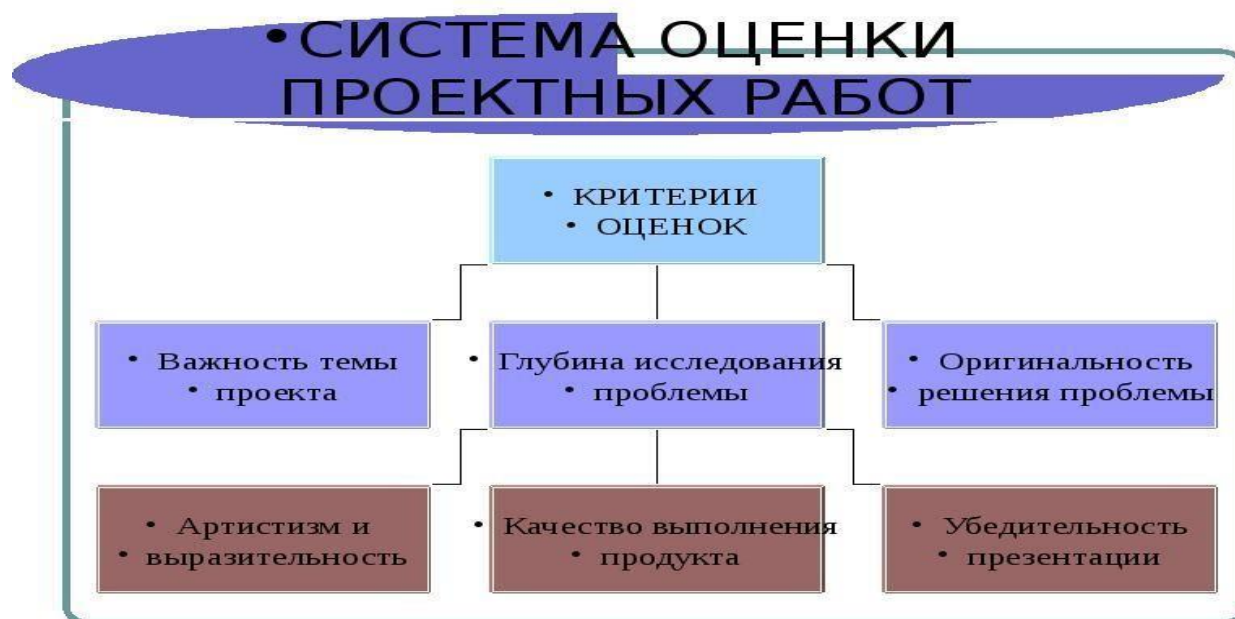 • СИСТЕМА ОЦЕНКИ
ПРОЕКТНЫХ РАБОТ
• КРИТЕРИИ
• ОЦЕНОК
• Важность темы
• проекта
• Глубина исследования
• проблемы
• Оригинальность
• решения проблемы
• Артистизм и
• выразительность
• Качество выполнения
• продукта
• Убедительность
• презентации